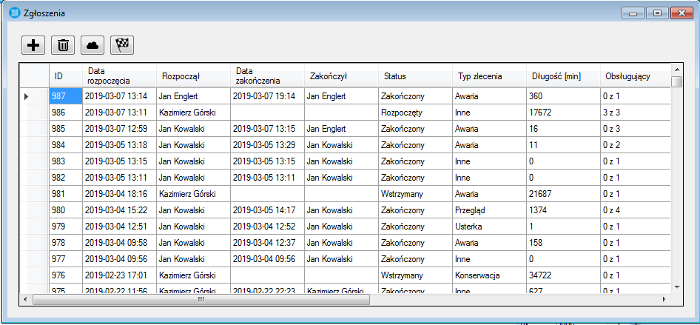 Zgłoszenia
ID Data rozpoczęcia Rozpoczął Data zakończenia Zakończył Status Typ zlecenia Długość [min] Obsługujący
987 2019-03-07 13:14 Jan Englert 2019-03-07 19:14 Jan Englert Zakończony Awaria 360 0 z 1
986 2019-03-07 13:11 Kazimierz Górski Rozpoczęty Inne 17672 3 z 3
985 2019-03-07 12:59 Jan Kowalski 2019-03-07 13:15 Jan Englert Zakończony Inne 16 0 z 3
984 2019-03-05 13:18 Jan Kowalski 2019-03-05 13:29 Jan Kowalski Zakończony Awaria 11 0 z 2
983 2019-03-05 13:15 Jan Kowalski 2019-03-05 13:15 Jan Kowalski Zakończony Inne 0 0 z 1
982 2019-03-05 13:11 Jan Kowalski 2019-03-05 13:11 Jan Kowalski Zakończony Inne 0 0 z 1
981 2019-03-04 18:16 Kazimierz Górski Wstrzymany Awaria 21687 0 z 1
980 2019-03-04 15:22 Jan Kowalski 2019-03-05 14:17 Jan Kowalski Zakończony Przegląd 1374 0 z 4
979 2019-03-04 12:51 Jan Kowalski 2019-03-04 12:52 Jan Kowalski Zakończony Usterka 1 0 z 1
978 2019-03-04 09:58 Jan Kowalski 2019-03-04 12:37 Jan Kowalski Zakończony Awaria 158 0 z 1
977 2019-03-04 09:56 Jan Kowalski 2019-03-04 09:56 Jan Kowalski Zakończony Inne 0 0 z 1
976 2019-02-23 17:01 Kazimierz Górski Wstrzymany Konserwacja 34722 0 z 1
975 2019-02-22 11:56 Kazimierz Górski 2019-02-22 22:23 Kazimierz Górski Zakończony Inne 627 0 z 1